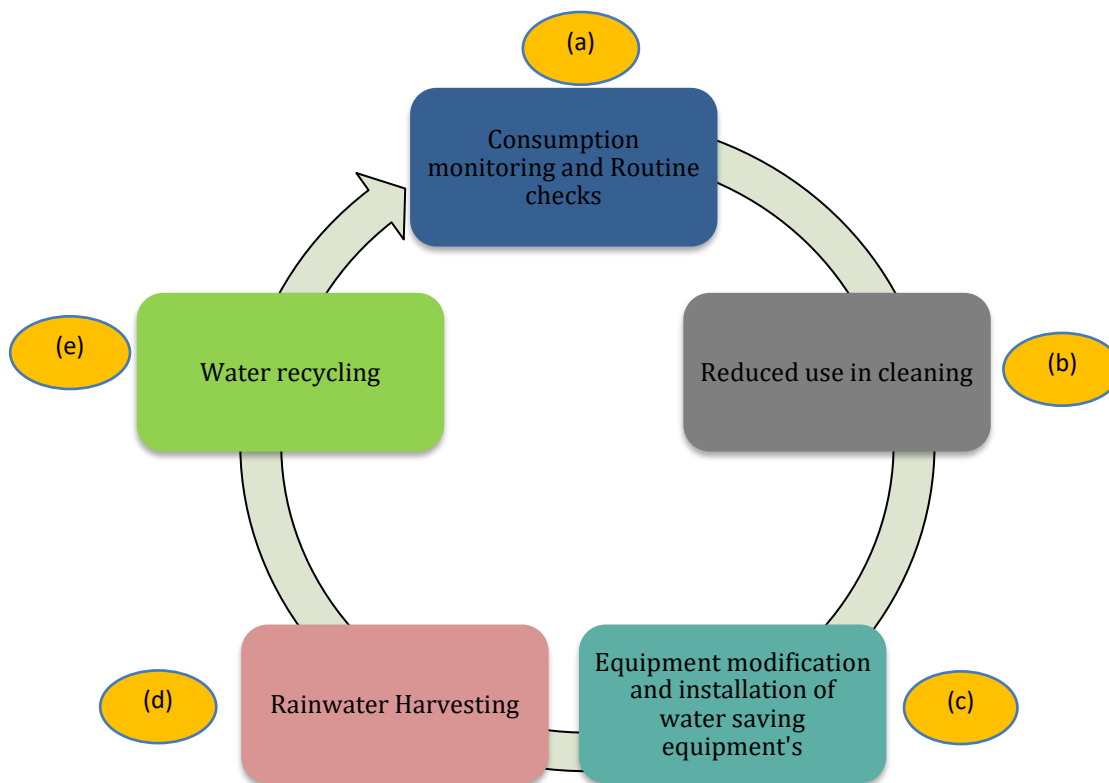 (a)
Consumption
monitoring and Routine
checks
(b)
Reduced use in cleaning
(c)
Equipment modification
and installation of
water saving
equipment's
(d)
Rainwater Harvesting
(e)
Water recycling